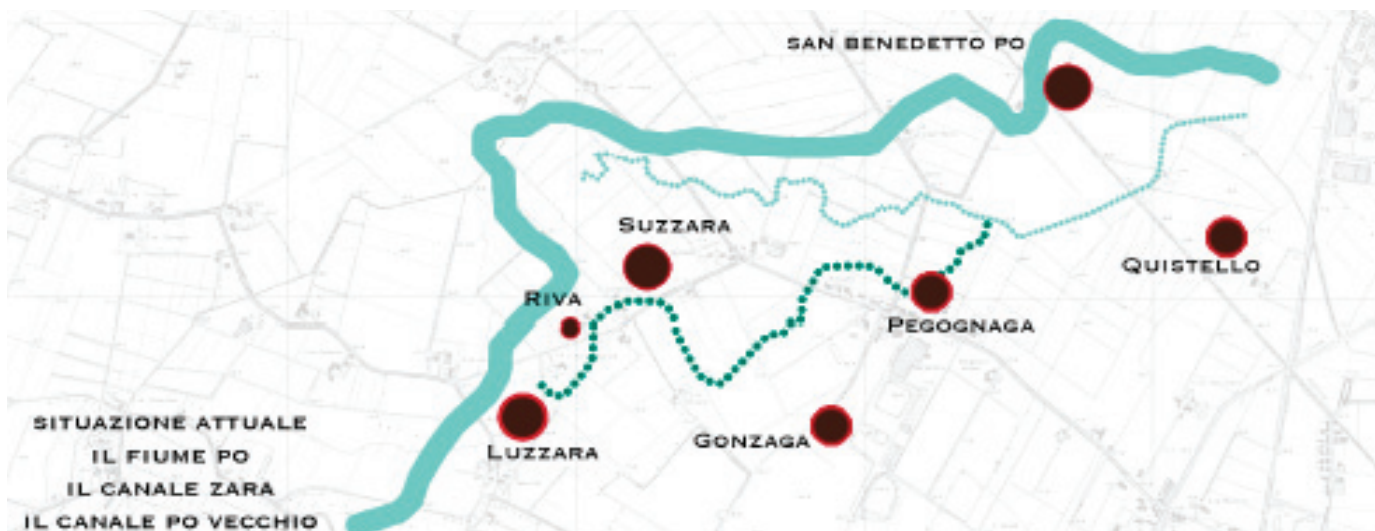 SAN BENEDETTO PO
SUZZARA
QUISTELLO
RIVA
PEGOGNAGA
SITUAZIONE ATTUALE
IL FIUME PO
IL CANALE ZARA
IL CANALE PO VECCHIO
LUZZARA
GONZAGA